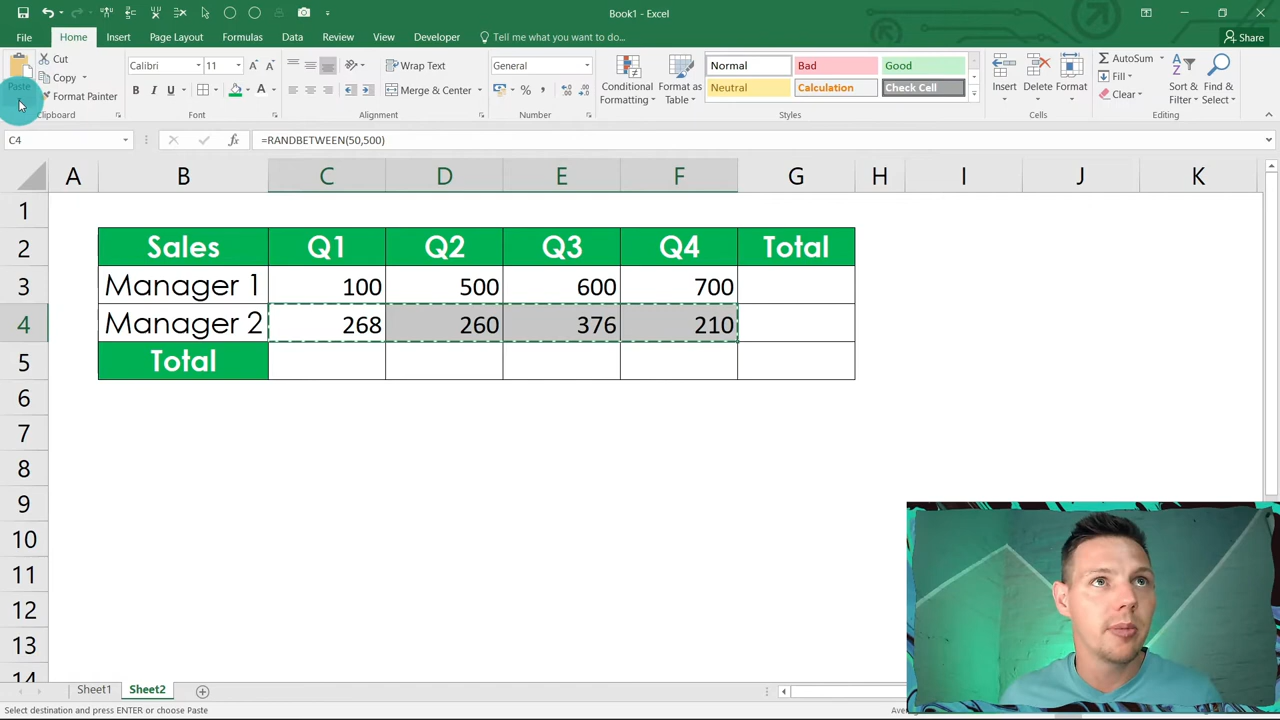 Book1 - Excel
File Home Insert Page Layout Formulas Data Review View Developer Tell me what you want to do... Share
Paste Cut Copy Format Painter
Calibri 11 Wrap Text Merge & Center General
B I U A
Conditional Formatting Format as Table
Normal Bad Good
Neutral Calculation Check Cell
Insert Delete Format
AutoSum Fill Clear
Sort & Filter Find & Select
Clipboard Font Alignment Number Styles Cells Editing
C4 fx =RANDBETWEEN(50,500)
A B C D E F G H I J K
1
2 Sales Q1 Q2 Q3 Q4 Total
3 Manager 1 100 500 600 700
4 Manager 2 268 260 376 210
5 Total
6
7
8
9
10
11
12
13
14
Sheet1 Sheet2
Select destination and press ENTER or choose Paste